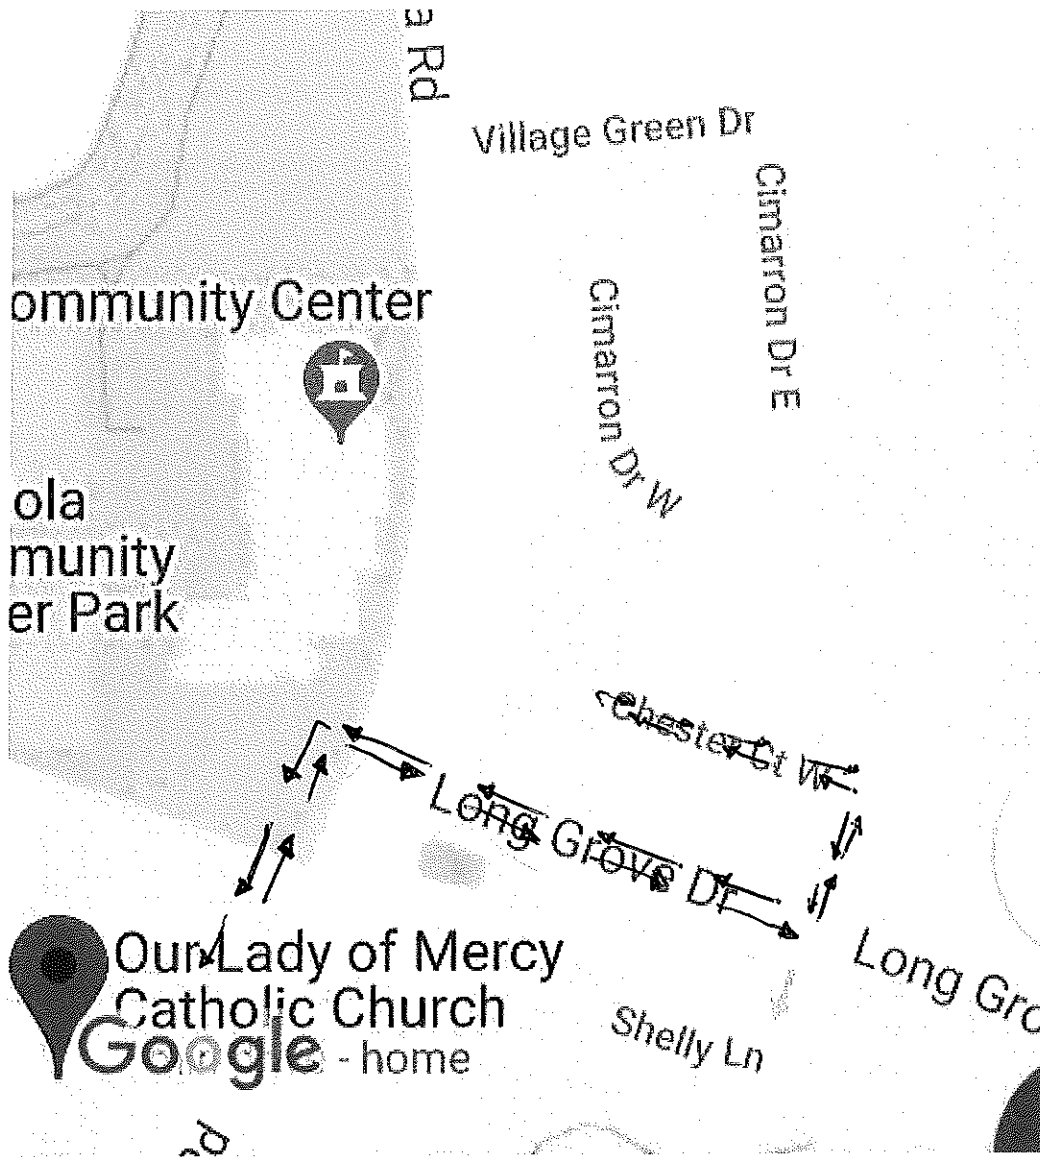 a Rd
Village Green Dr
Cimarron Dr E
ommunity Center
Cimarron Dr W
ola
munity
er Park
Chester Ct W
Long Grove Dr
Our Lady of Mercy
Catholic Church
Long Gro
Google - home
Shelly Ln